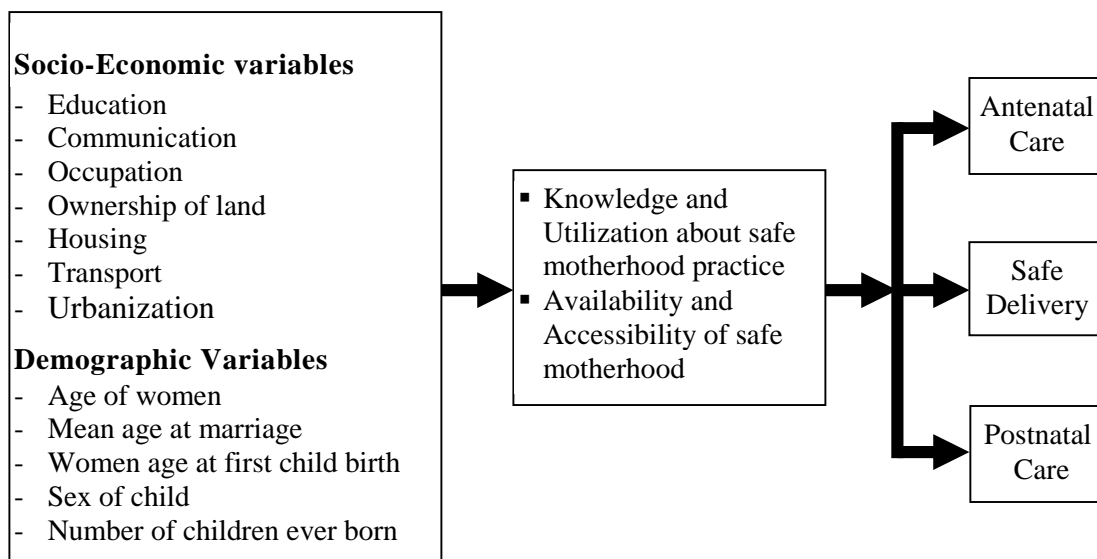 Socio-Economic variables
- Education
- Communication
- Occupation
- Ownership of land
- Housing
- Transport
- Urbanization
Demographic Variables
- Age of women
- Mean age at marriage
- Women age at first child birth
- Sex of child
- Number of children ever born
▪ Knowledge and
Utilization about safe
motherhood practice
▪ Availability and
Accessibility of safe
motherhood
Antenatal
Care
Safe
Delivery
Postnatal
Care